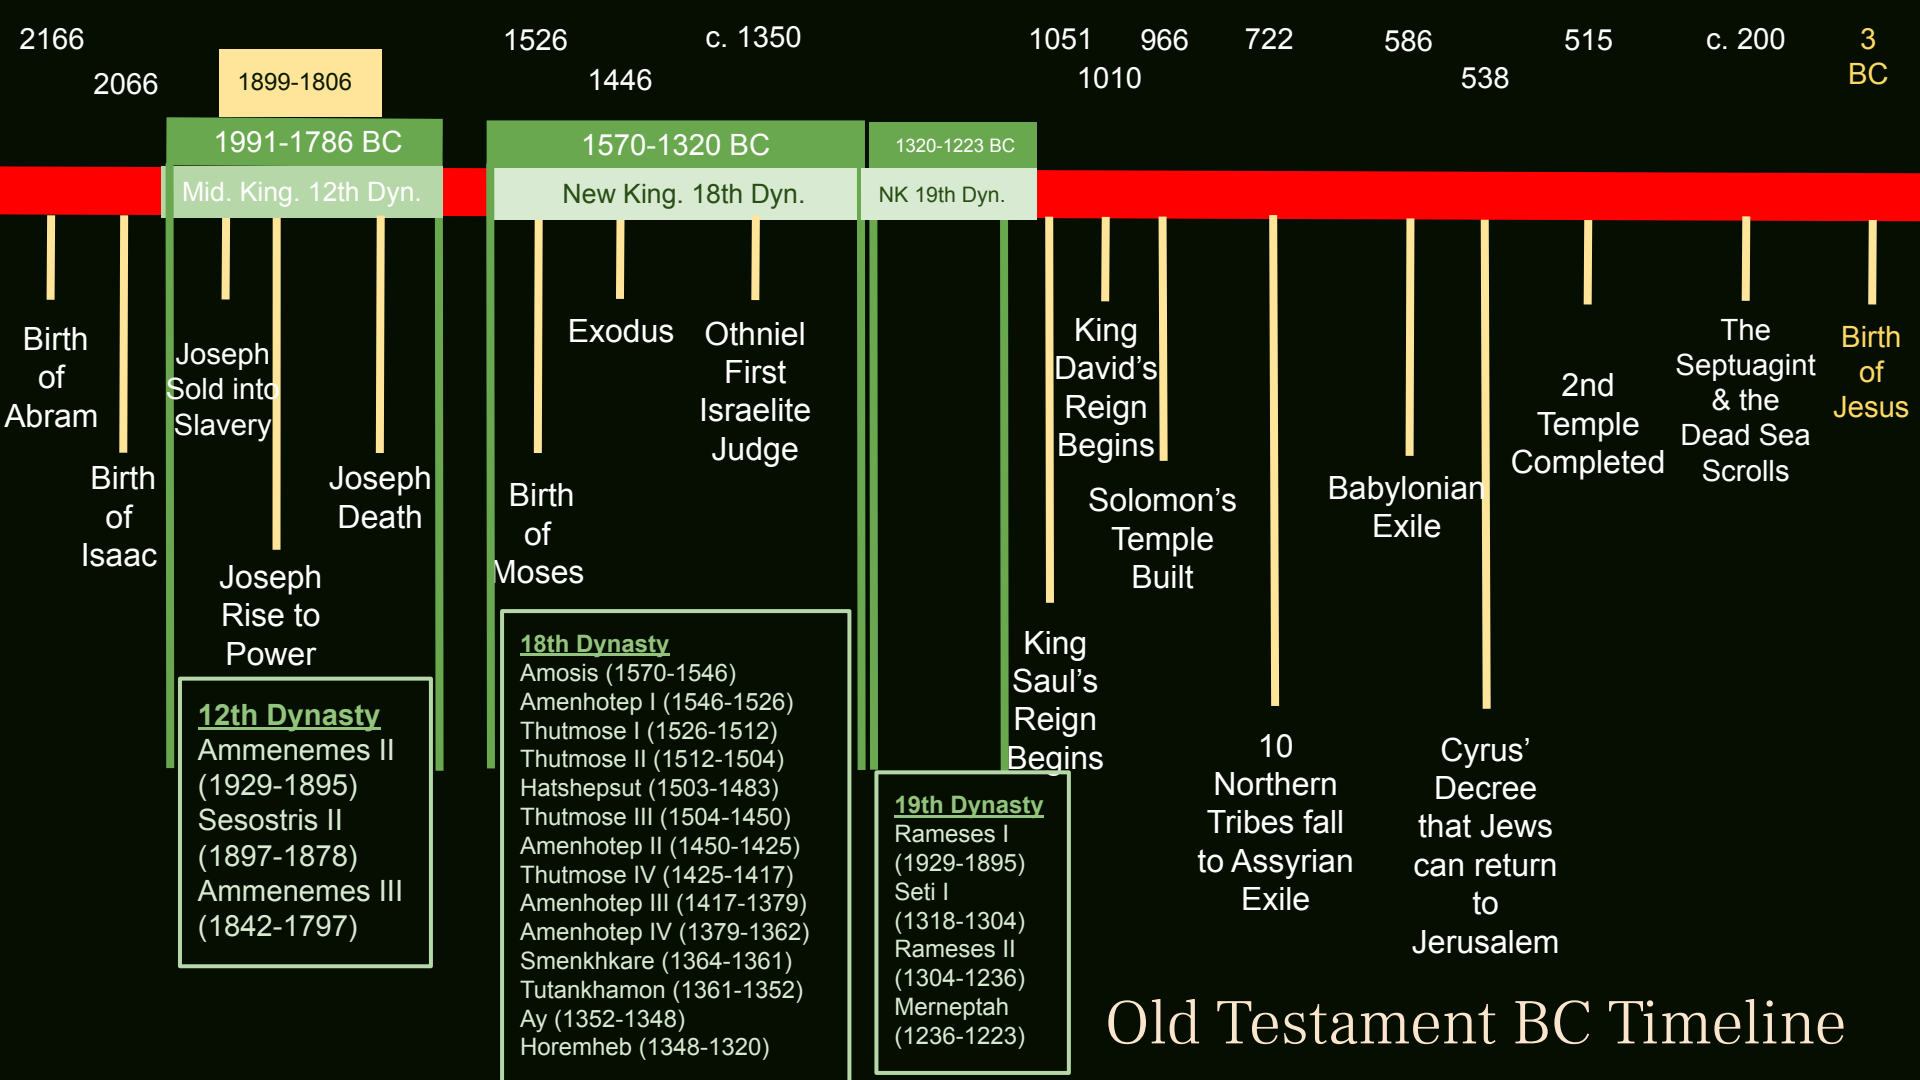 2166
2066
1899-1806
1526
1446
c. 1350
1051
1010
966
722
586
538
515
c. 200
3
BC
1991-1786 BC
1570-1320 BC
1320-1223 BC
Mid. King. 12th Dyn.
New King. 18th Dyn.
NK 19th Dyn.
Birth
of
Abram
Birth
of
Isaac
Joseph
Sold into
Slavery
Joseph
Rise to
Power
Joseph
Death
Birth
of
Moses
Exodus
Othniel
First
Israelite
Judge
King
Saul's
Reign
Begins
King
David's
Reign
Begins
Solomon's
Temple
Built
10
Northern
Tribes fall
to Assyrian
Exile
Babylonian
Exile
Cyrus'
Decree
that Jews
can return
to
Jerusalem
2nd
Temple
Completed
The
Septuagint
& the
Dead Sea
Scrolls
Birth
of
Jesus
12th Dynasty
Ammenemes II
(1929-1895)
Sesostris II
(1897-1878)
Ammenemes III
(1842-1797)
18th Dynasty
Amosis (1570-1546)
Amenhotep I (1546-1526)
Thutmose I (1526-1512)
Thutmose II (1512-1504)
Hatshepsut (1503-1483)
Thutmose III (1504-1450)
Amenhotep II (1450-1425)
Thutmose IV (1425-1417)
Amenhotep III (1417-1379)
Amenhotep IV (1379-1362)
Smenkhkare (1364-1361)
Tutankhamon (1361-1352)
Ay (1352-1348)
Horemheb (1348-1320)
19th Dynasty
Rameses I
(1929-1895)
Seti I
(1318-1304)
Rameses II
(1304-1236)
Merneptah
(1236-1223)
Old Testament BC Timeline